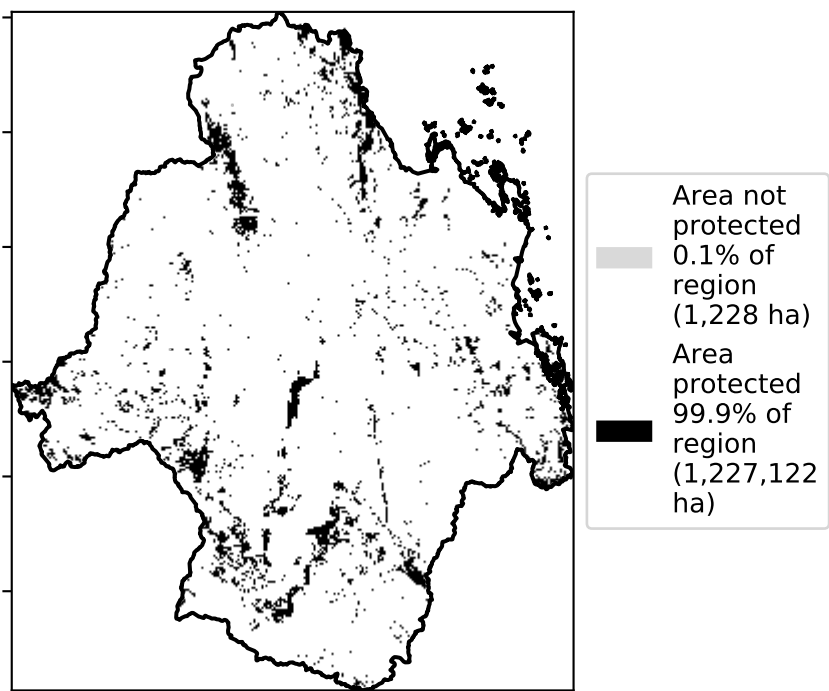 Area not
protected
0.1% of
region
(1,228 ha)
Area
protected
99.9% of
region
(1,227,122
ha)